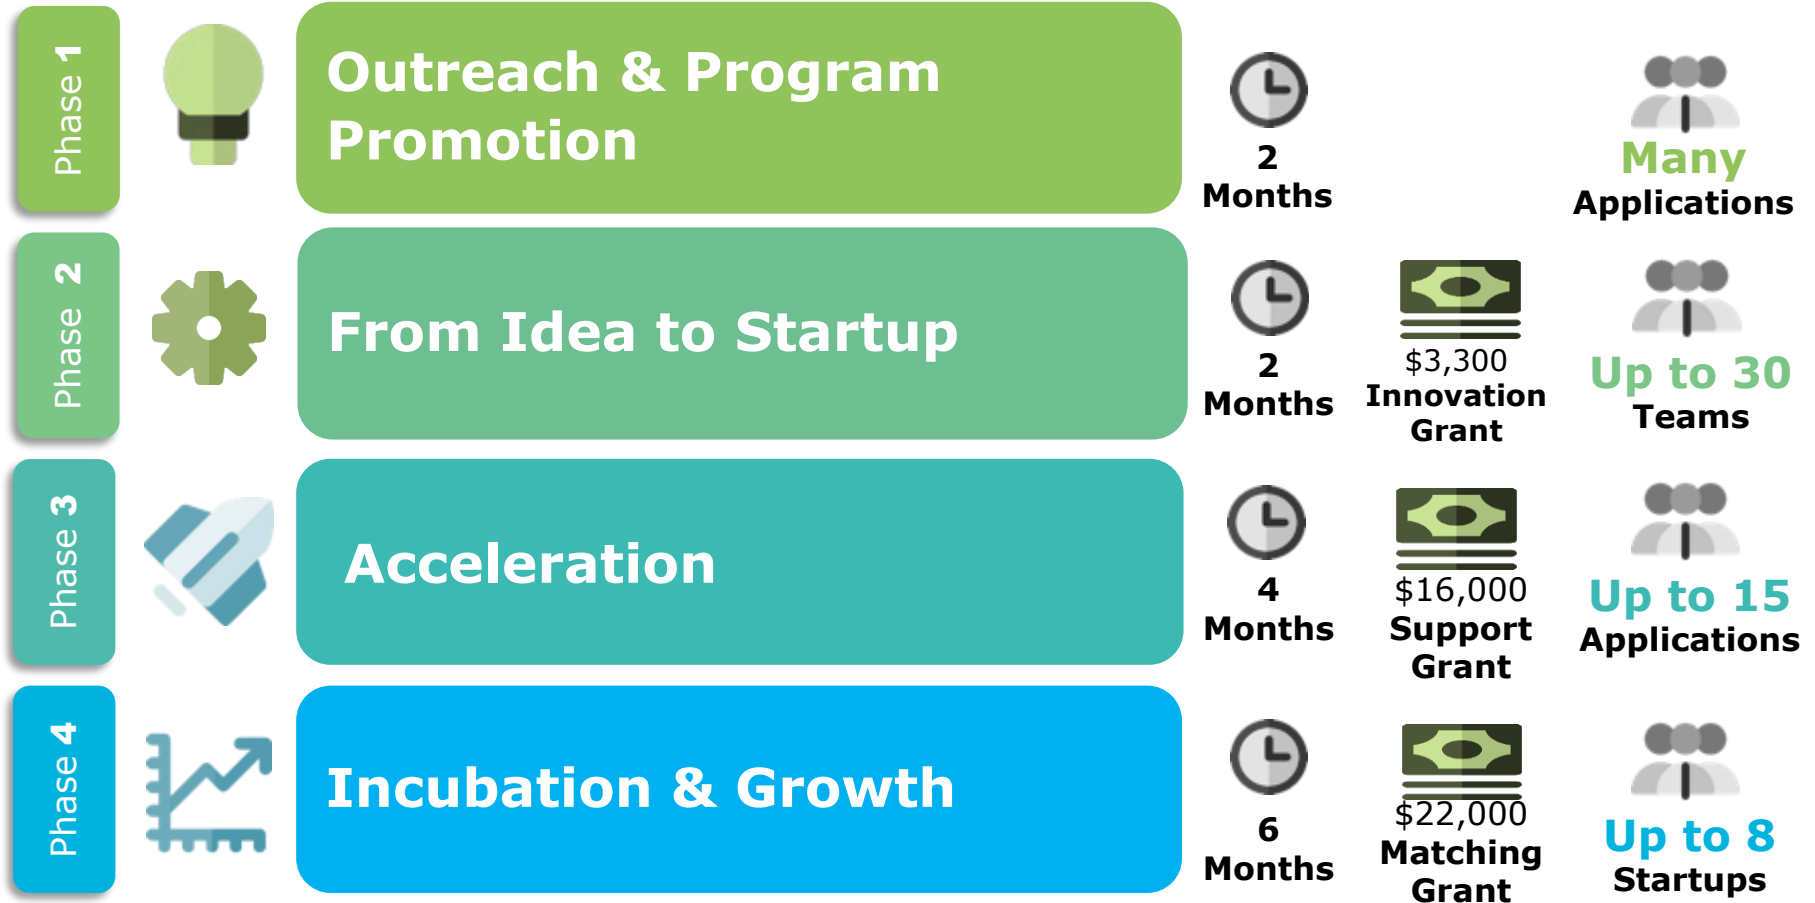 Phase 1
Outreach & Program
Promotion
2
Months
Many
Applications
Phase 2
From Idea to Startup
2
Months
$3,300
Innovation
Grant
Up to 30
Teams
Phase 3
Acceleration
4
Months
$16,000
Support
Grant
Up to 15
Applications
Phase 4
Incubation & Growth
6
Months
$22,000
Matching
Grant
Up to 8
Startups